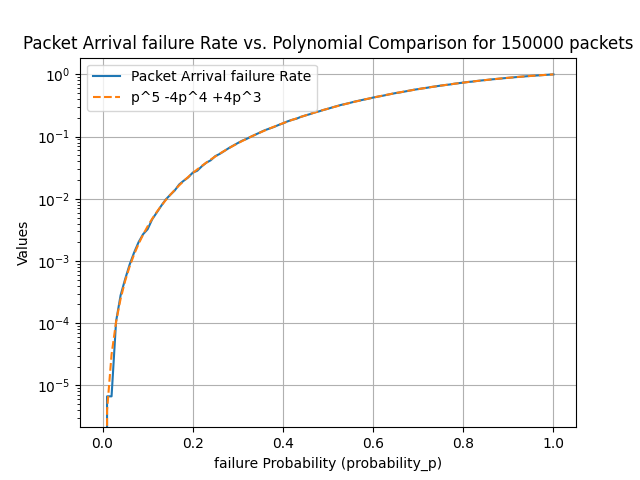 Packet Arrival failure Rate vs. Polynomial Comparison for 150000 packets
Packet Arrival failure Rate
p^5 -4p^4 +4p^3
Values
10⁰
10⁻¹
10⁻²
10⁻³
10⁻⁴
10⁻⁵
0.0 0.2 0.4 0.6 0.8 1.0
failure Probability (probability_p)